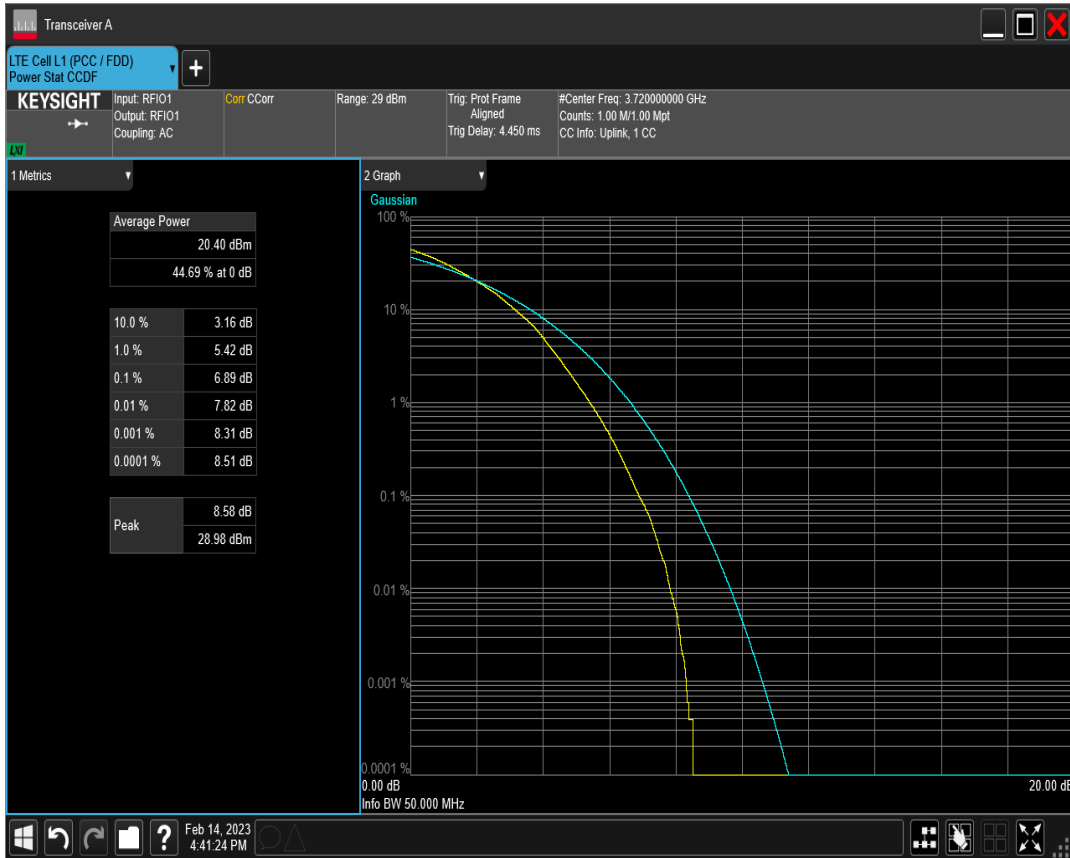 Transceiver A
LTE Cell L1 (PCC / FDD)
Power Stat CCDF
+
KEYSIGHT
LXI
Input: RFIO1
Output: RFIO1
Coupling: AC
Corr CCorr
Range: 29 dBm
Trig: Prot Frame
Aligned
Trig Delay: 4.450 ms
#Center Freq: 3.720000000 GHz
Counts: 1.00 M/1.00 Mpt
CC Info: Uplink, 1 CC
1 Metrics
Average Power
20.40 dBm
44.69 % at 0 dB
10.0 % 3.16 dB
1.0 % 5.42 dB
0.1 % 6.89 dB
0.01 % 7.82 dB
0.001 % 8.31 dB
0.0001 % 8.51 dB
Peak
8.58 dB
28.98 dBm
2 Graph
Gaussian
100 %
10 %
1 %
0.1 %
0.01 %
0.001 %
0.0001 %
0.00 dB 20.00 dB
Info BW 50.000 MHz
?
Feb 14, 2023
4:41:24 PM